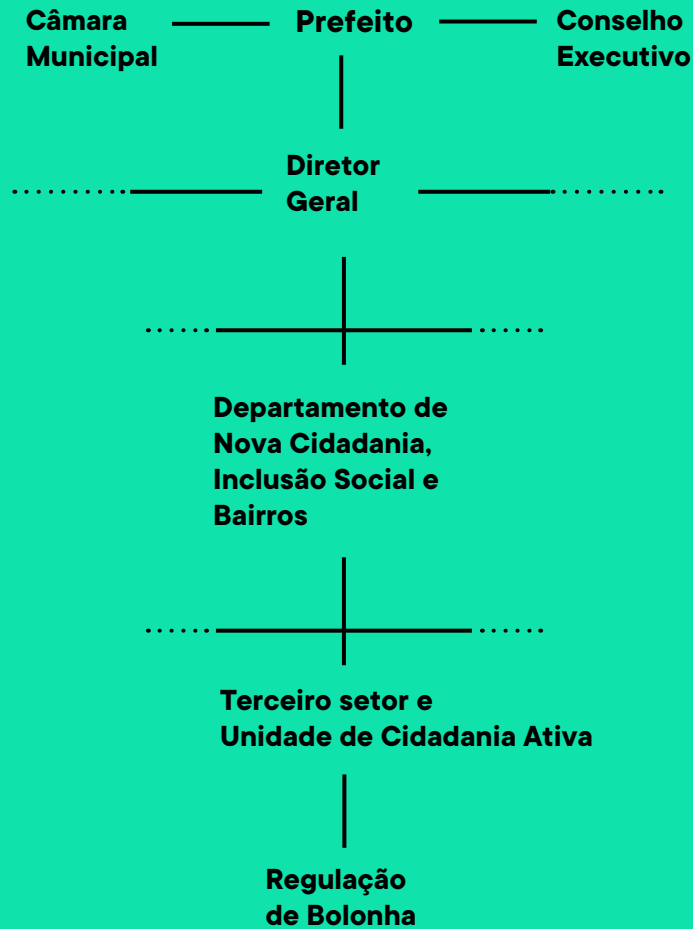 Câmara
Municipal
Prefeito
Conselho
Executivo
Diretor
Geral
Departamento de
Nova Cidadania,
Inclusão Social e
Bairros
Terceiro setor e
Unidade de Cidadania Ativa
Regulação
de Bolonha